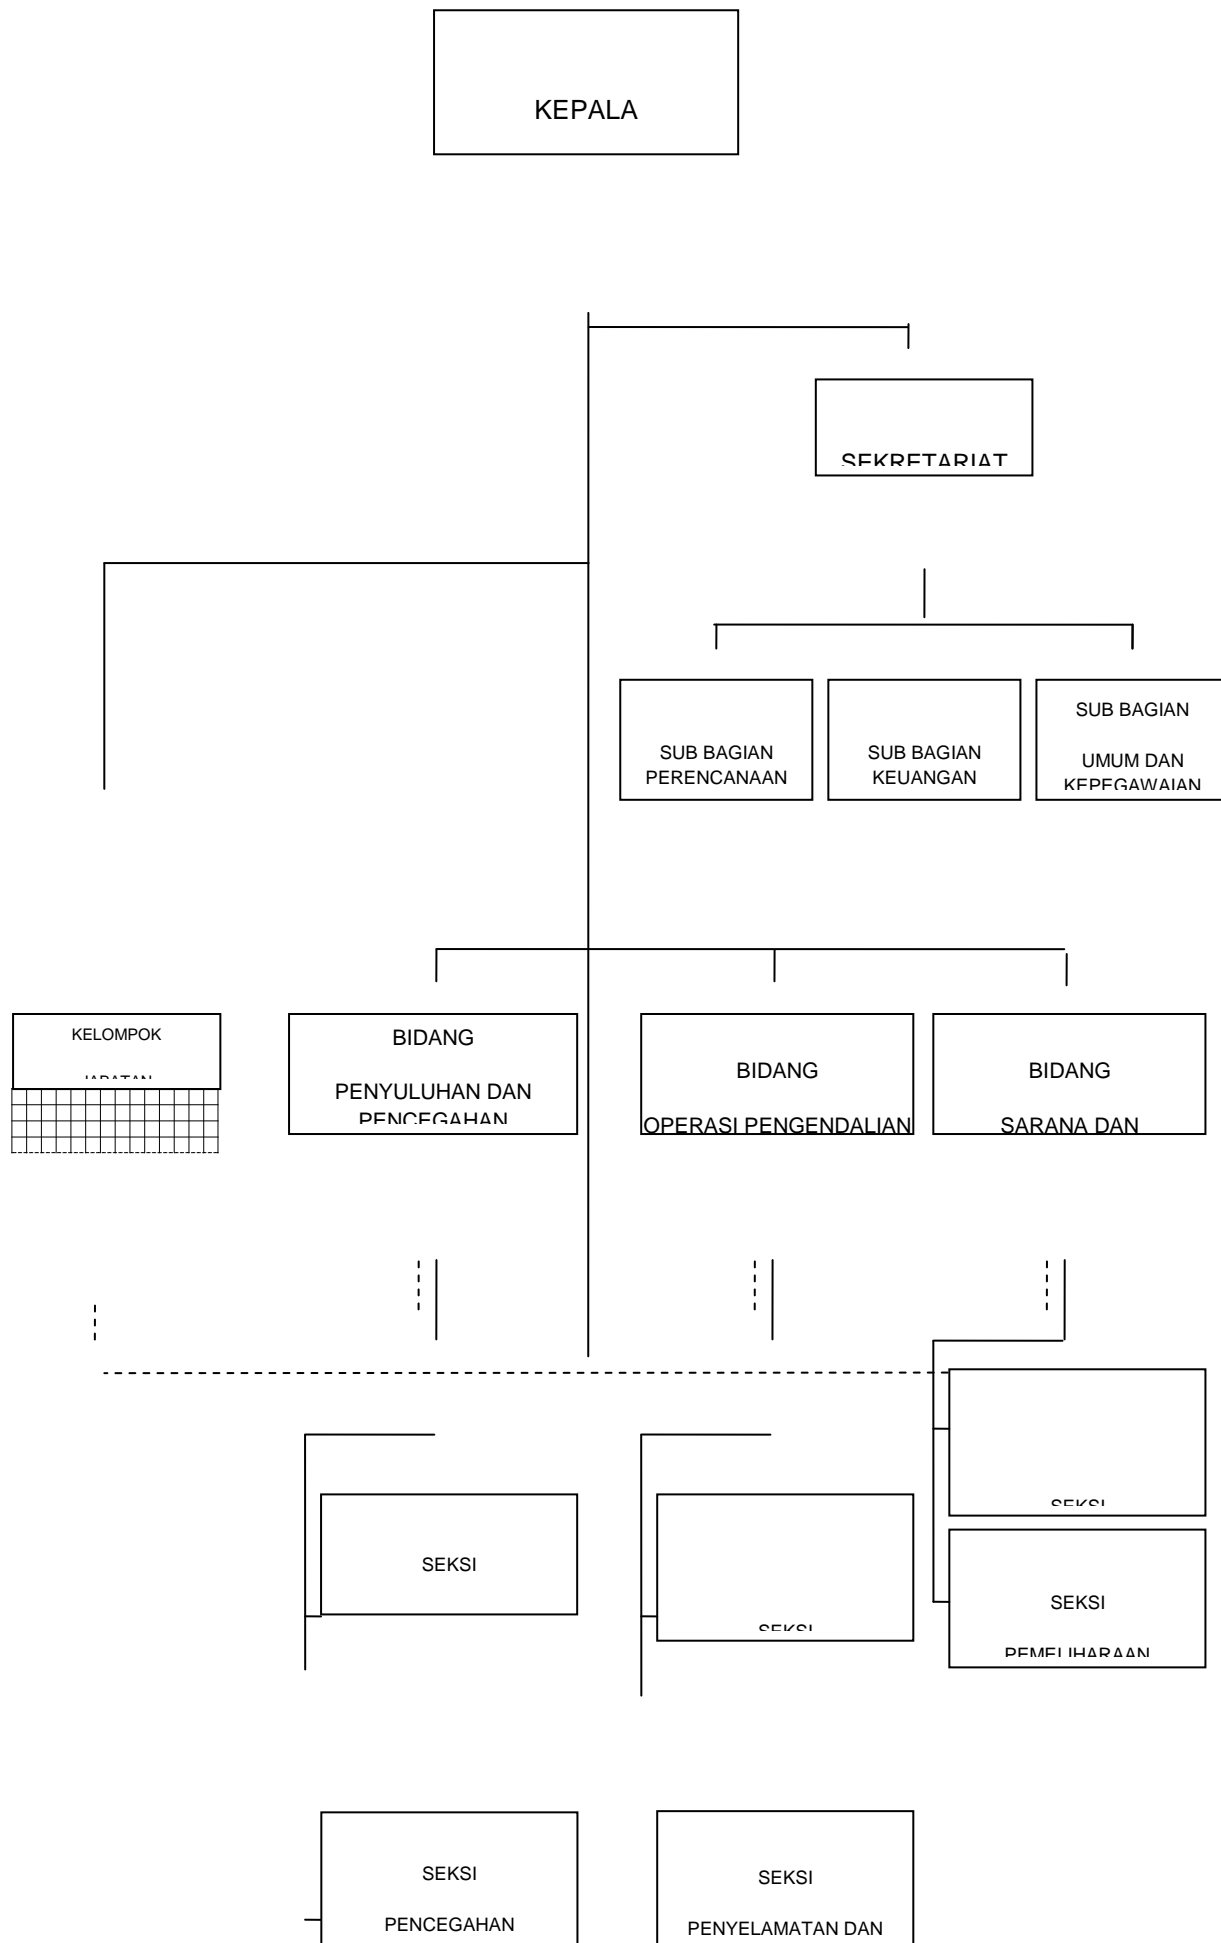 KEPALA
SEKRETARIAT
SUB BAGIAN
PERENCANAAN
SUB BAGIAN
KEUANGAN
SUB BAGIAN
UMUM DAN
KEPEGAWAIAN
KELOMPOK
JABATAN
BIDANG
PENYULUHAN DAN
PENCEGAHAN
BIDANG
OPERASI PENGENDALIAN
BIDANG
SARANA DAN
SEKSI
SEKSI
PEMELIHARAAN
SEKSI
SEKSI
SEKSI
PENCEGAHAN
SEKSI
PENYELAMATAN DAN